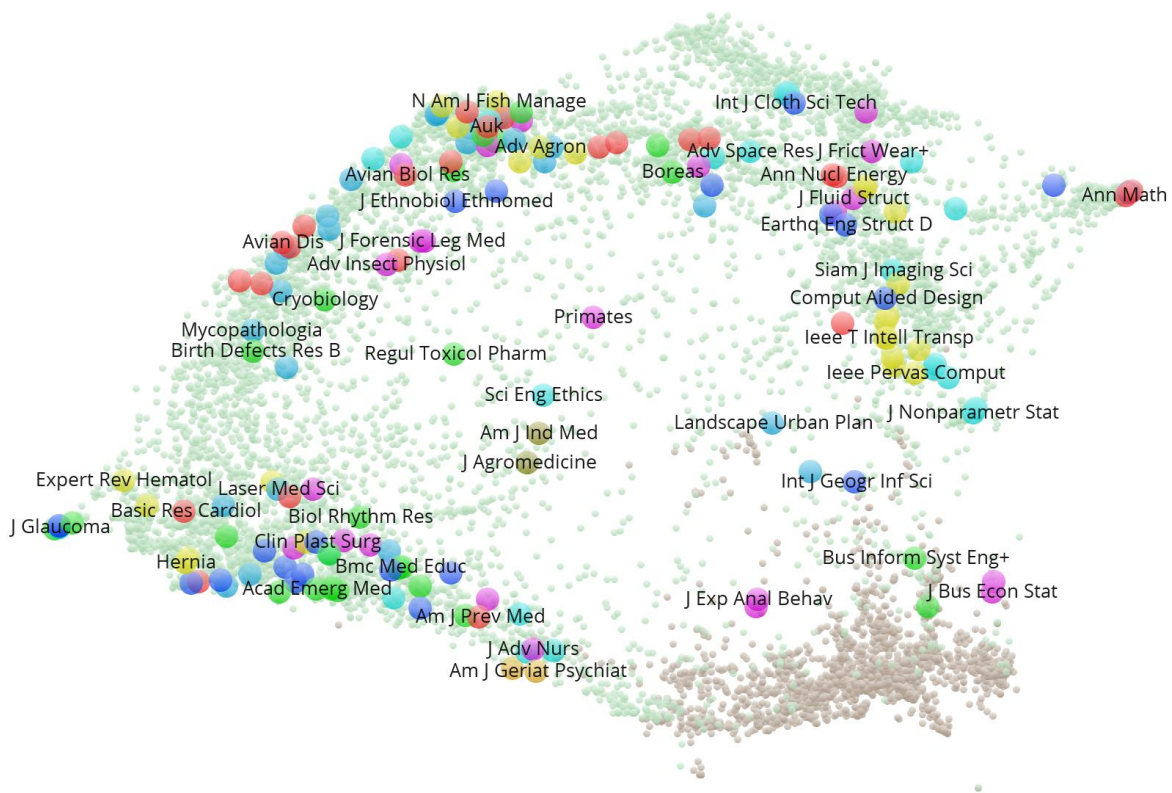 N Am J Fish Manage
Int J Cloth Sci Tech
Auk
Adv Agron
Adv Space Res
J Frict Wear+
Avian Biol Res
Boreas
Ann Nucl Energy
Ann Math
J Ethnobiol Ethnomed
J Fluid Struct
Earthq Eng Struct D
Avian Dis
J Forensic Leg Med
Adv Insect Physiol
Siam J Imaging Sci
Cryobiology
Comput Aided Design
Primates
Mycopathologia
Ieee T Intell Transp
Birth Defects Res B
Regul Toxicol Pharm
Ieee Pervas Comput
Sci Eng Ethics
J Nonparametr Stat
Landscape Urban Plan
Am J Ind Med
J Agromedicine
Expert Rev Hematol
Int J Geogr Inf Sci
Laser Med Sci
Basic Res Cardiol
Biol Rhythm Res
J Glaucoma
Clin Plast Surg
Bus Inform Syst Eng+
Hernia
Bmc Med Educ
Acad Emerg Med
J Bus Econ Stat
J Exp Anal Behav
Am J Prev Med
J Adv Nurs
Am J Geriat Psychiat